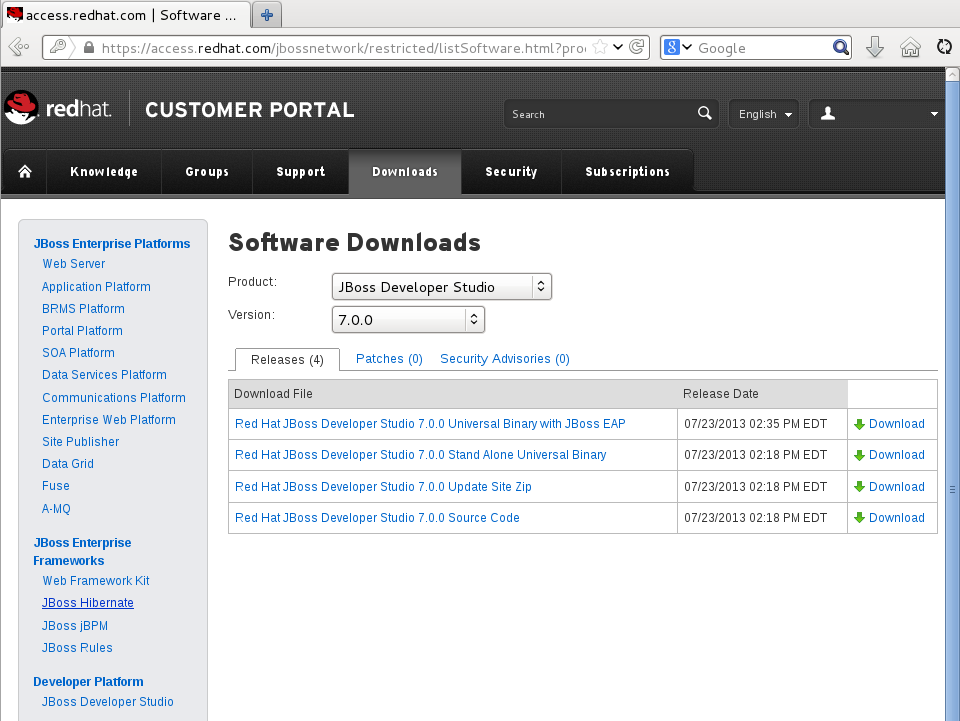 access.redhat.com | Software ...
https://access.redhat.com/jbossnetwork/restricted/listSoftware.html?pro
8
Google
redhat.
CUSTOMER PORTAL
Search
English
Knowledge
Groups
Support
Downloads
Security
Subscriptions
JBoss Enterprise Platforms
Web Server
Application Platform
BRMS Platform
Portal Platform
SOA Platform
Data Services Platform
Communications Platform
Enterprise Web Platform
Site Publisher
Data Grid
Fuse
A-MQ
JBoss Enterprise
Frameworks
Web Framework Kit
JBoss Hibernate
JBoss jBPM
JBoss Rules
Developer Platform
JBoss Developer Studio
Software Downloads
Product:
JBoss Developer Studio
Version:
7.0.0
Releases (4)
Patches (0)
Security Advisories (0)
Download File
Release Date
Red Hat JBoss Developer Studio 7.0.0 Universal Binary with JBoss EAP
07/23/2013 02:35 PM EDT
Download
Red Hat JBoss Developer Studio 7.0.0 Stand Alone Universal Binary
07/23/2013 02:18 PM EDT
Download
Red Hat JBoss Developer Studio 7.0.0 Update Site Zip
07/23/2013 02:18 PM EDT
Download
Red Hat JBoss Developer Studio 7.0.0 Source Code
07/23/2013 02:18 PM EDT
Download